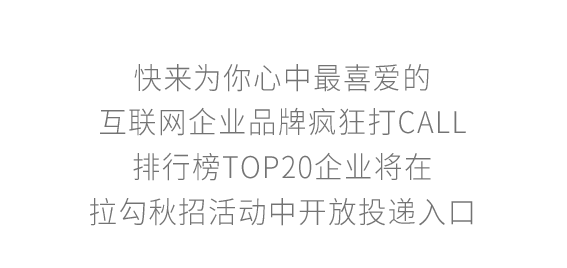 快来为你心中最喜爱的
互联网企业品牌疯狂打CALL
排行榜TOP20企业将在
拉勾秋招活动中开放投递入口